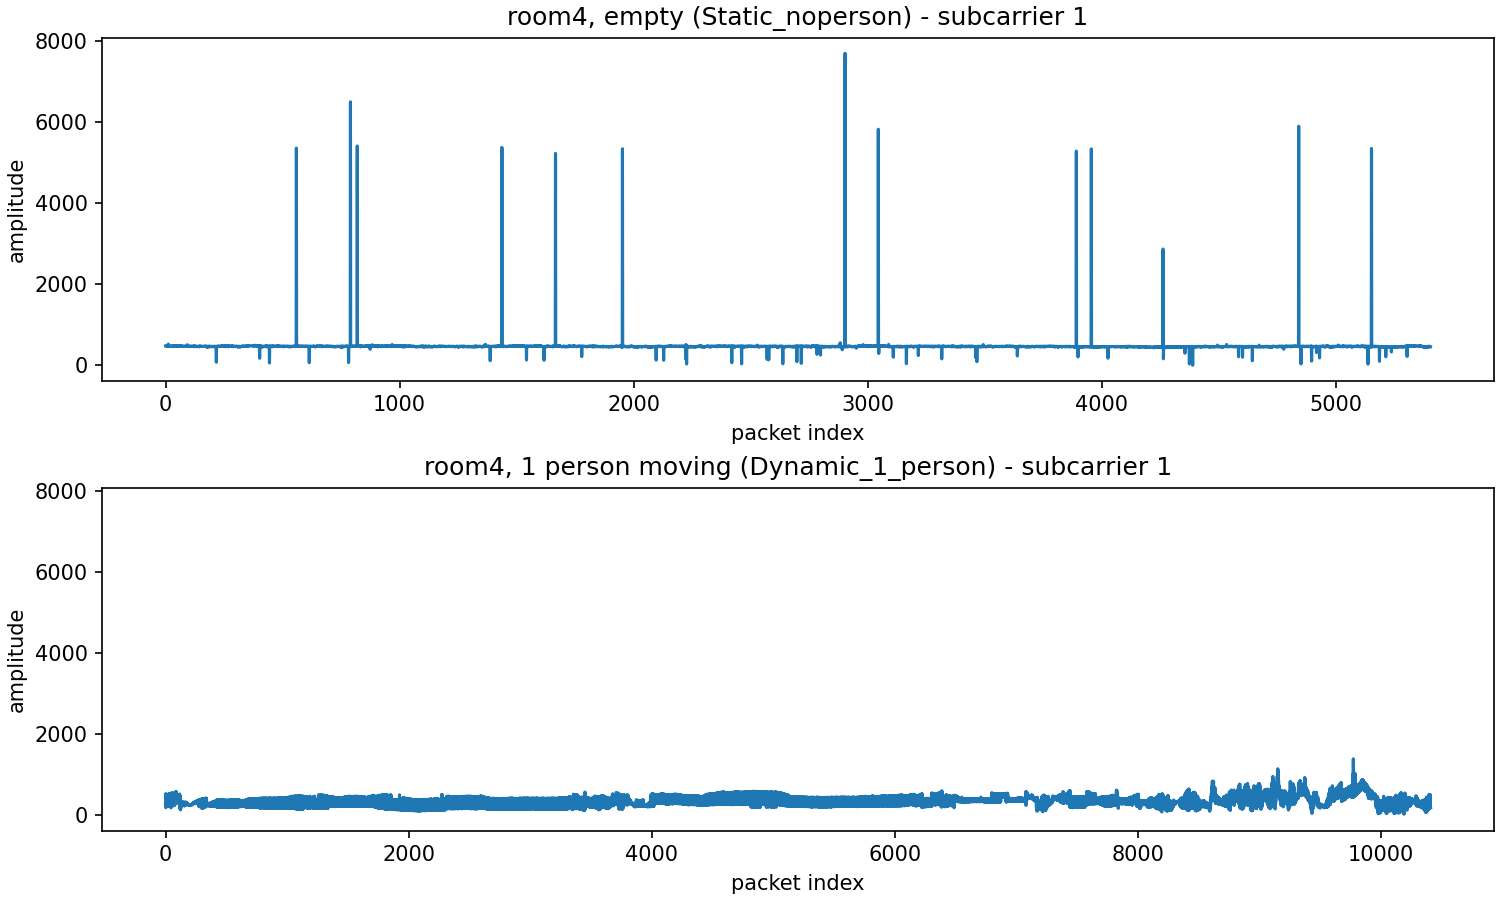 room4, empty (Static_noperson) - subcarrier 1
8000
6000
4000
2000
0
amplitude
0 1000 2000 3000 4000 5000
packet index
room4, 1 person moving (Dynamic_1_person) - subcarrier 1
8000
6000
4000
2000
0
amplitude
0 2000 4000 6000 8000 10000
packet index